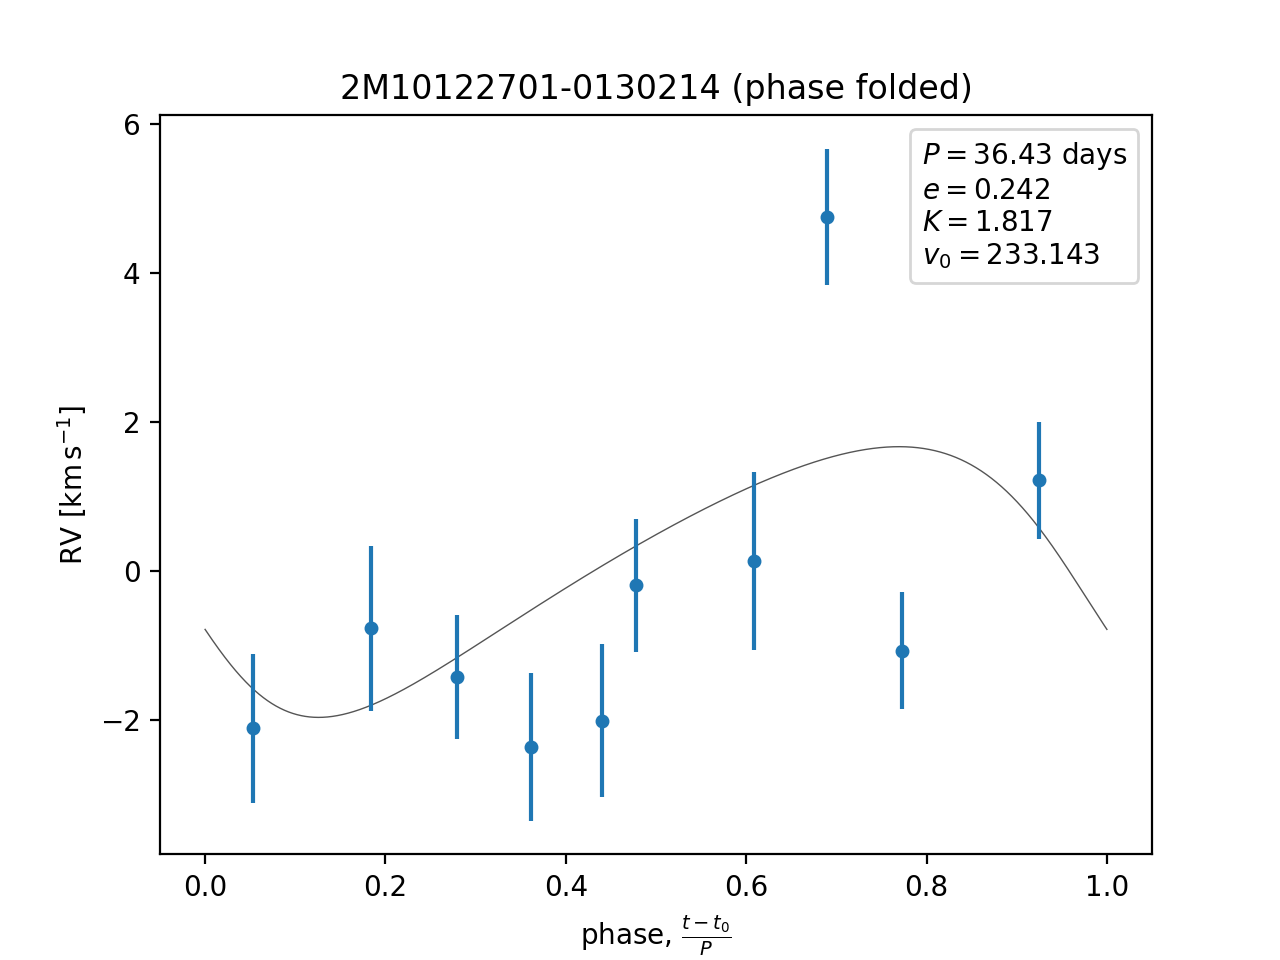 2M10122701-0130214 (phase folded)
P = 36.43 days
e = 0.242
K = 1.817
v₀ = 233.143
6
4
2
0
−2
RV [km s⁻¹]
0.0 0.2 0.4 0.6 0.8 1.0
phase, (t − t₀)/P